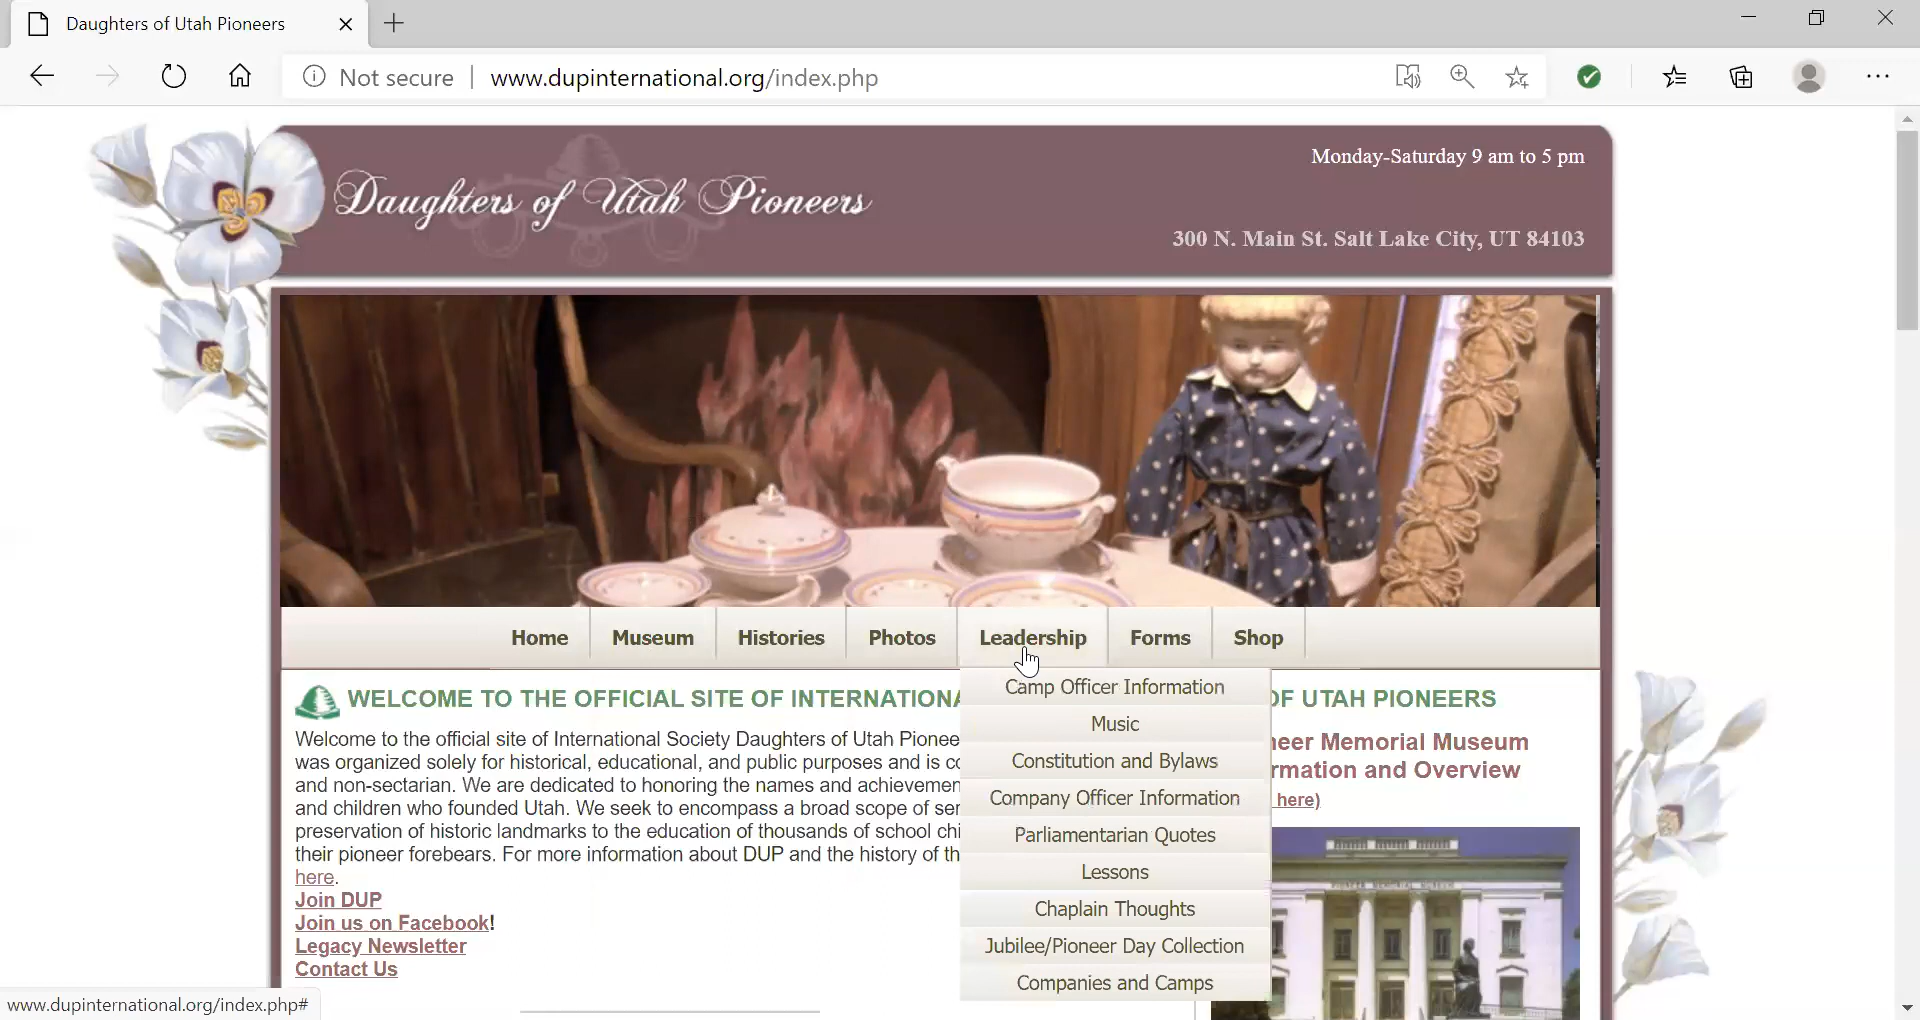 Daughters of Utah Pioneers
Not secure
www.dupinternational.org/index.php
Monday-Saturday 9 am to 5 pm
Daughters of Utah Pioneers
300 N. Main St. Salt Lake City, UT 84103
Home Museum Histories Photos Leadership Forms Shop
Camp Officer Information
Music
Constitution and Bylaws
Company Officer Information
Parliamentarian Quotes
Lessons
Chaplain Thoughts
Jubilee/Pioneer Day Collection
Companies and Camps
WELCOME TO THE OFFICIAL SITE OF INTERNATIONA OF UTAH PIONEERS
Welcome to the official site of International Society Daughters of Utah Pionee
was organized solely for historical, educational, and public purposes and is co
and non-sectarian. We are dedicated to honoring the names and achievemen
and children who founded Utah. We seek to encompass a broad scope of ser
preservation of historic landmarks to the education of thousands of school chi
their pioneer forebears. For more information about DUP and the history of th
here.
Join DUP
Join us on Facebook!
Legacy Newsletter
Contact Us
neer Memorial Museum
rmation and Overview
here)
PIONEER MEMORIAL MUSEUM
www.dupinternational.org/index.php#